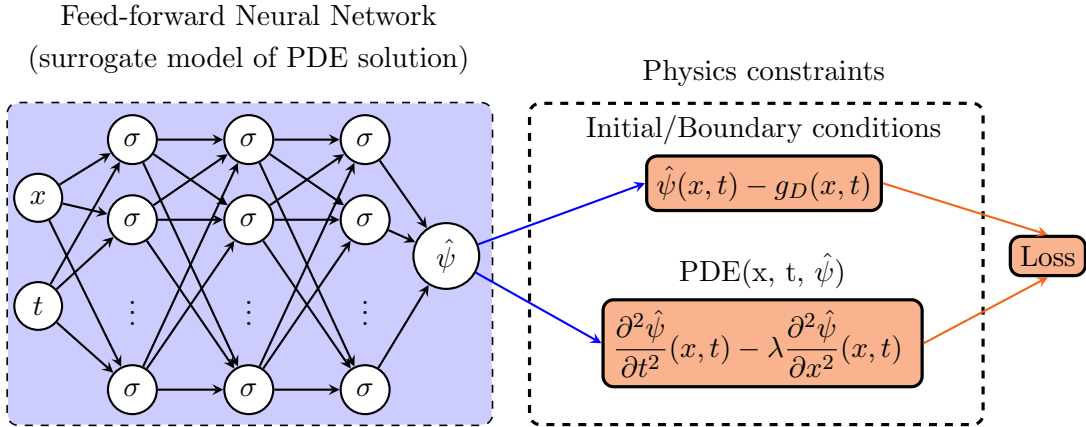 Feed-forward Neural Network
(surrogate model of PDE solution)
Physics constraints
Initial/Boundary conditions
x
t
σ σ σ
σ σ σ
⋮ ⋮ ⋮
σ σ σ
ψ̂
ψ̂(x, t) − g_D(x, t)
PDE(x, t, ψ̂)
∂²ψ̂/∂t²(x, t) − λ∂²ψ̂/∂x²(x, t)
Loss